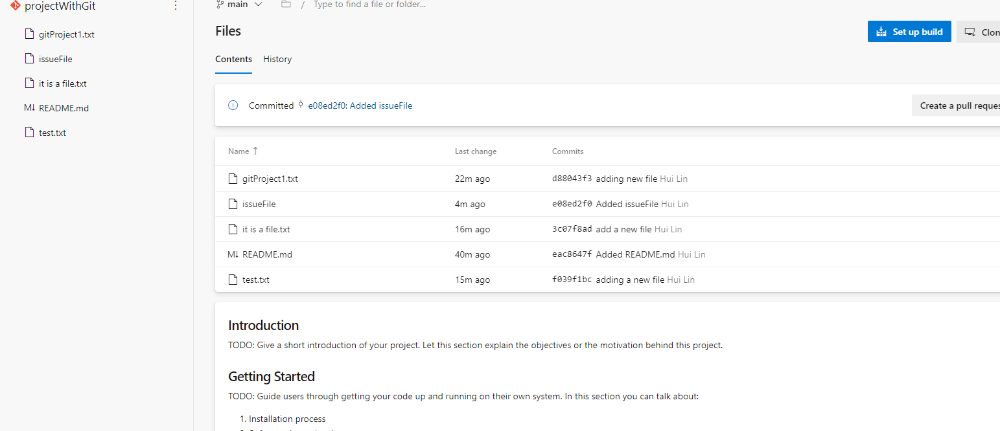 projectWithGit
gitProject1.txt
issueFile
it is a file.txt
README.md
test.txt
main / Type to find a file or folder...
Files
Set up build
Clon
Contents History
Committed e08ed2f0: Added issueFile
Create a pull reques
Name ↑ Last change Commits
gitProject1.txt 22m ago d88043f3 adding new file Hui Lin
issueFile 4m ago e08ed2f0 Added issueFile Hui Lin
it is a file.txt 16m ago 3c07f8ad add a new file Hui Lin
M↓ README.md 40m ago eac8647f Added README.md Hui Lin
test.txt 15m ago f039f1bc adding a new file Hui Lin
Introduction
TODO: Give a short introduction of your project. Let this section explain the objectives or the motivation behind this project.
Getting Started
TODO: Guide users through getting your code up and running on their own system. In this section you can talk about:
1. Installation process